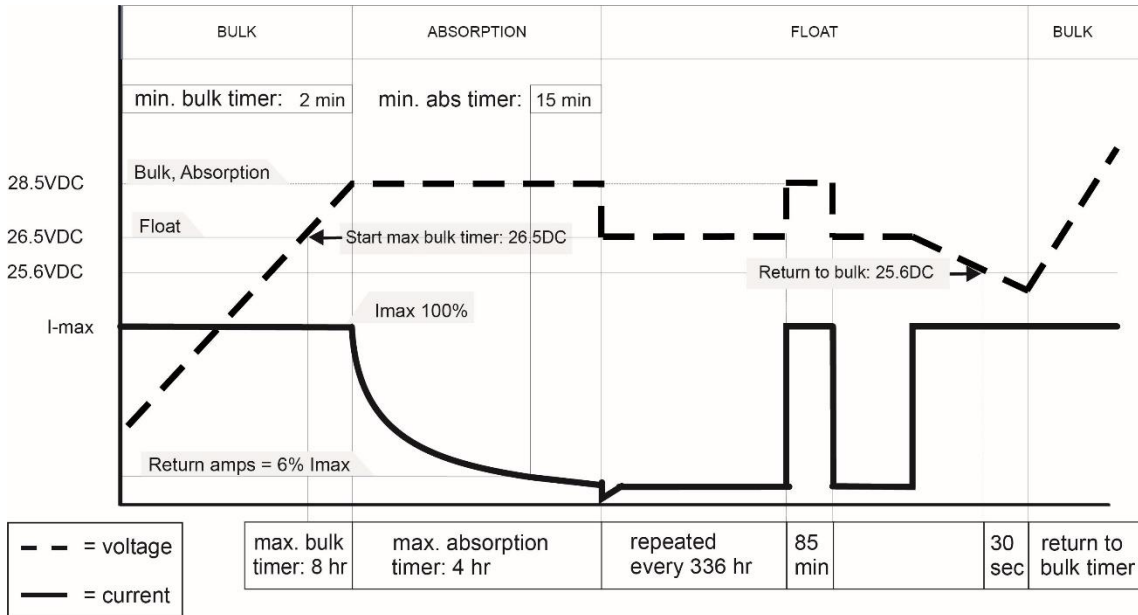 BULK
ABSORPTION
FLOAT
BULK
min. bulk timer: 2 min
min. abs timer: 15 min
28.5VDC
Bulk, Absorption
26.5VDC
Float
Start max bulk timer: 26.5DC
25.6VDC
Return to bulk: 25.6DC
I-max
Imax 100%
Return amps = 6% Imax
= voltage
= current
max. bulk
timer: 8 hr
max. absorption
timer: 4 hr
repeated
every 336 hr
85
min
30
sec
return to
bulk timer